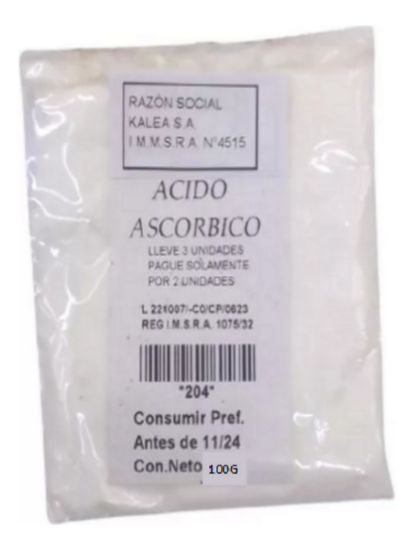 RAZÓN SOCIAL
KALEA S.A.
I.M.M.S.R.A. N°4515
ACIDO
ASCORBICO
LLEVE 3 UNIDADES
PAGUE SOLAMENTE
POR 2 UNIDADES
L 221007/-C0/CP/0623
REG I.M.S.R.A. 1075/32
*204*
Consumir Pref.
Antes de 11/24
Con.Neto 100G